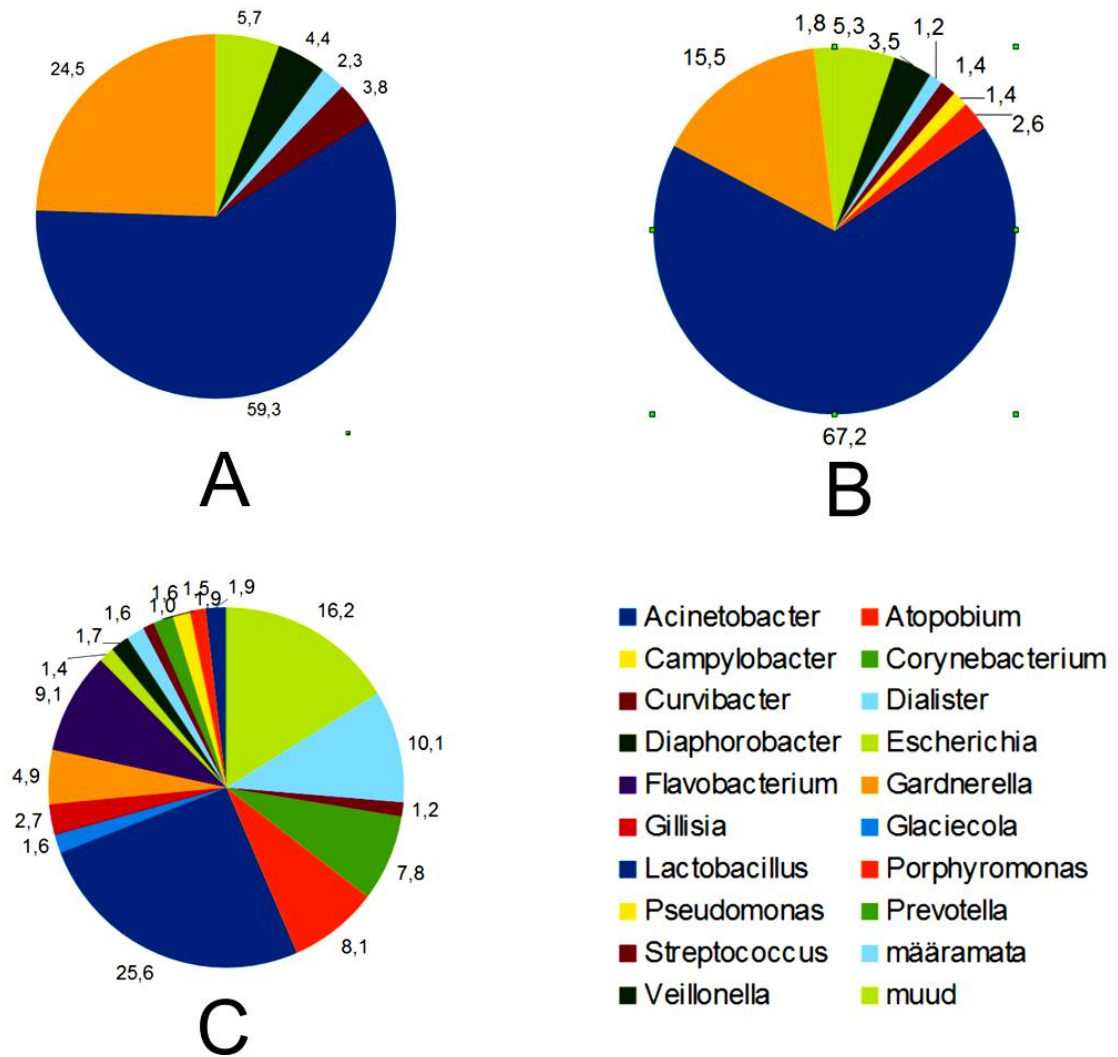 5,7
4,4
2,3
3,8
24,5
59,3
A
1,8
5,3
3,5
1,2
1,4
1,4
2,6
15,5
67,2
B
1,6
1,5
1,9
1,6
1,0
1,9
16,2
1,7
1,4
9,1
10,1
4,9
1,2
2,7
1,6
7,8
8,1
25,6
C
Acinetobacter Atopobium
Campylobacter Corynebacterium
Curvibacter Dialister
Diaphorobacter Escherichia
Flavobacterium Gardnerella
Gillisia Glaciecola
Lactobacillus Porphyromonas
Pseudomonas Prevotella
Streptococcus määramata
Veillonella muud